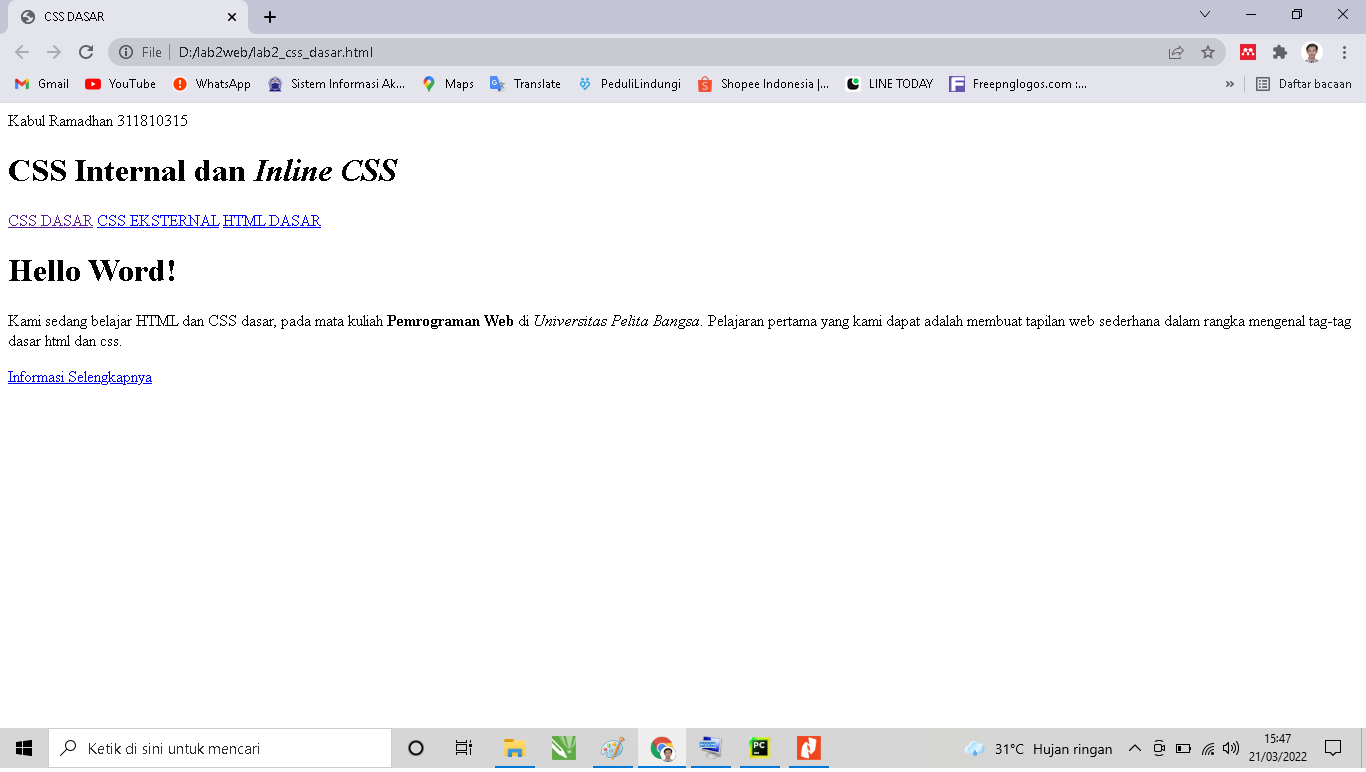 CSS DASAR
File
D:/lab2web/lab2_css_dasar.html
Gmail YouTube WhatsApp Sistem Informasi Ak... Maps Translate PeduliLindungi Shopee Indonesia |... LINE TODAY Freepnglogos.com :... » Daftar bacaan
Kabul Ramadhan 311810315
CSS Internal dan Inline CSS
CSS DASAR CSS EKSTERNAL HTML DASAR
Hello Word!
Kami sedang belajar HTML dan CSS dasar, pada mata kuliah Pemrograman Web di Universitas Pelita Bangsa. Pelajaran pertama yang kami dapat adalah membuat tapilan web sederhana dalam rangka mengenal tag-tag
dasar html dan css.
Informasi Selengkapnya
Ketik di sini untuk mencari
PC
31°C Hujan ringan
15:47
21/03/2022